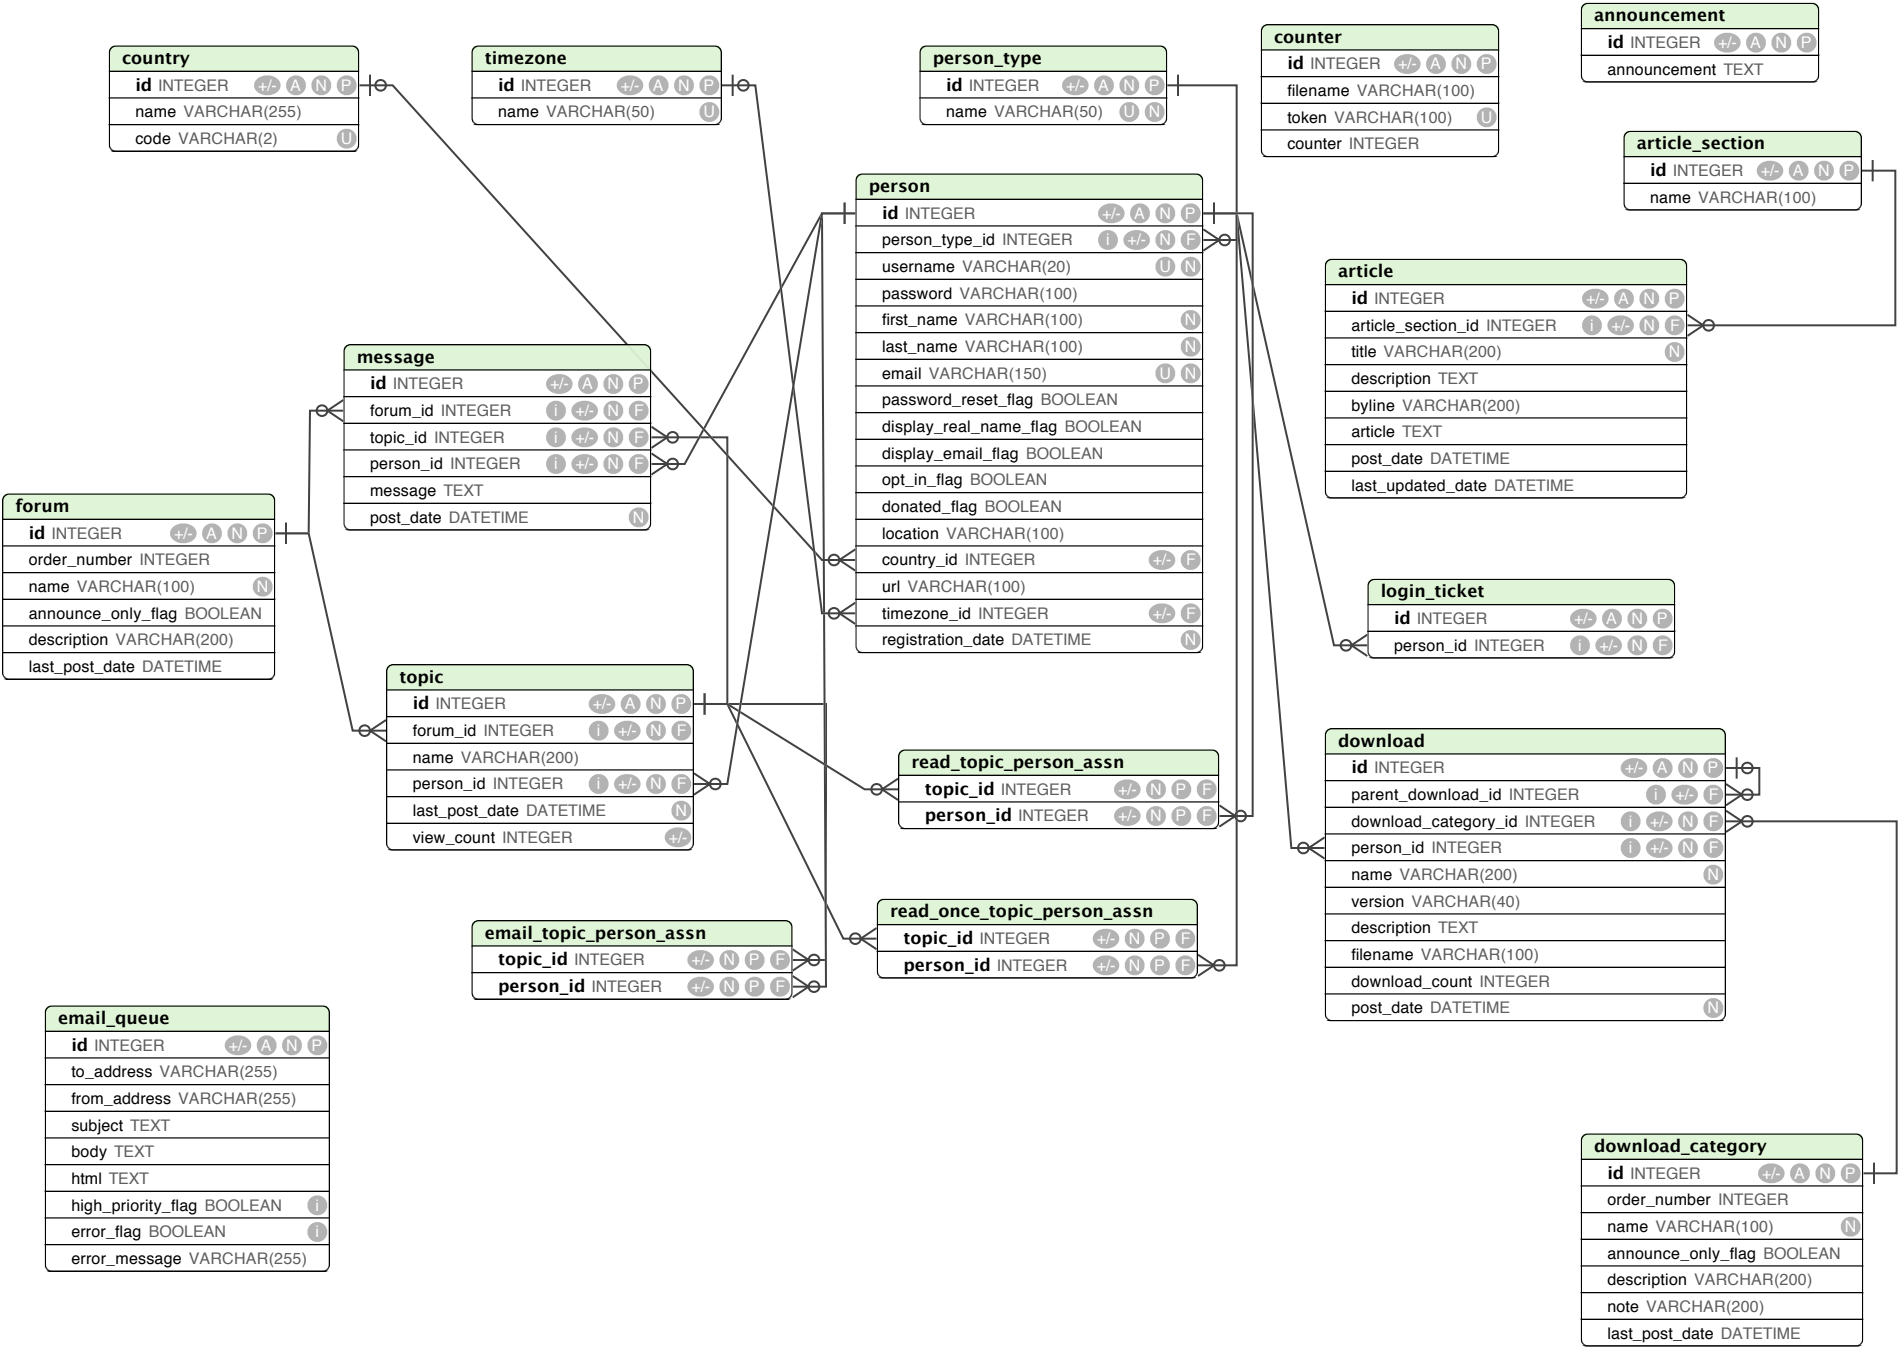 country
id INTEGER +/- A N P
name VARCHAR(255)
code VARCHAR(2) U
timezone
id INTEGER +/- A N P
name VARCHAR(50) U
person_type
id INTEGER +/- A N P
name VARCHAR(50) U N
counter
id INTEGER +/- A N P
filename VARCHAR(100)
token VARCHAR(100) U
counter INTEGER
announcement
id INTEGER +/- A N P
announcement TEXT
article_section
id INTEGER +/- A N P
name VARCHAR(100)
person
id INTEGER +/- A N P
person_type_id INTEGER i +/- N F
username VARCHAR(20) U N
password VARCHAR(100)
first_name VARCHAR(100) N
last_name VARCHAR(100) N
email VARCHAR(150) U N
password_reset_flag BOOLEAN
display_real_name_flag BOOLEAN
display_email_flag BOOLEAN
opt_in_flag BOOLEAN
donated_flag BOOLEAN
location VARCHAR(100)
country_id INTEGER +/- F
url VARCHAR(100)
timezone_id INTEGER +/- F
registration_date DATETIME N
article
id INTEGER +/- A N P
article_section_id INTEGER i +/- N F
title VARCHAR(200) N
description TEXT
byline VARCHAR(200)
article TEXT
post_date DATETIME
last_updated_date DATETIME
message
id INTEGER +/- A N P
forum_id INTEGER i +/- N F
topic_id INTEGER i +/- N F
person_id INTEGER i +/- N F
message TEXT
post_date DATETIME N
forum
id INTEGER +/- A N P
order_number INTEGER
name VARCHAR(100) N
announce_only_flag BOOLEAN
description VARCHAR(200)
last_post_date DATETIME
login_ticket
id INTEGER +/- A N P
person_id INTEGER i +/- N F
topic
id INTEGER +/- A N P
forum_id INTEGER i +/- N F
name VARCHAR(200)
person_id INTEGER i +/- N F
last_post_date DATETIME N
view_count INTEGER +/-
read_topic_person_assn
topic_id INTEGER +/- N P F
person_id INTEGER +/- N P F
download
id INTEGER +/- A N P
parent_download_id INTEGER i +/- F
download_category_id INTEGER i +/- N F
person_id INTEGER i +/- N F
name VARCHAR(200) N
version VARCHAR(40)
description TEXT
filename VARCHAR(100)
download_count INTEGER
post_date DATETIME N
email_topic_person_assn
topic_id INTEGER +/- N P F
person_id INTEGER +/- N P F
read_once_topic_person_assn
topic_id INTEGER +/- N P F
person_id INTEGER +/- N P F
email_queue
id INTEGER +/- A N P
to_address VARCHAR(255)
from_address VARCHAR(255)
subject TEXT
body TEXT
html TEXT
high_priority_flag BOOLEAN i
error_flag BOOLEAN i
error_message VARCHAR(255)
download_category
id INTEGER +/- A N P
order_number INTEGER
name VARCHAR(100) N
announce_only_flag BOOLEAN
description VARCHAR(200)
note VARCHAR(200)
last_post_date DATETIME